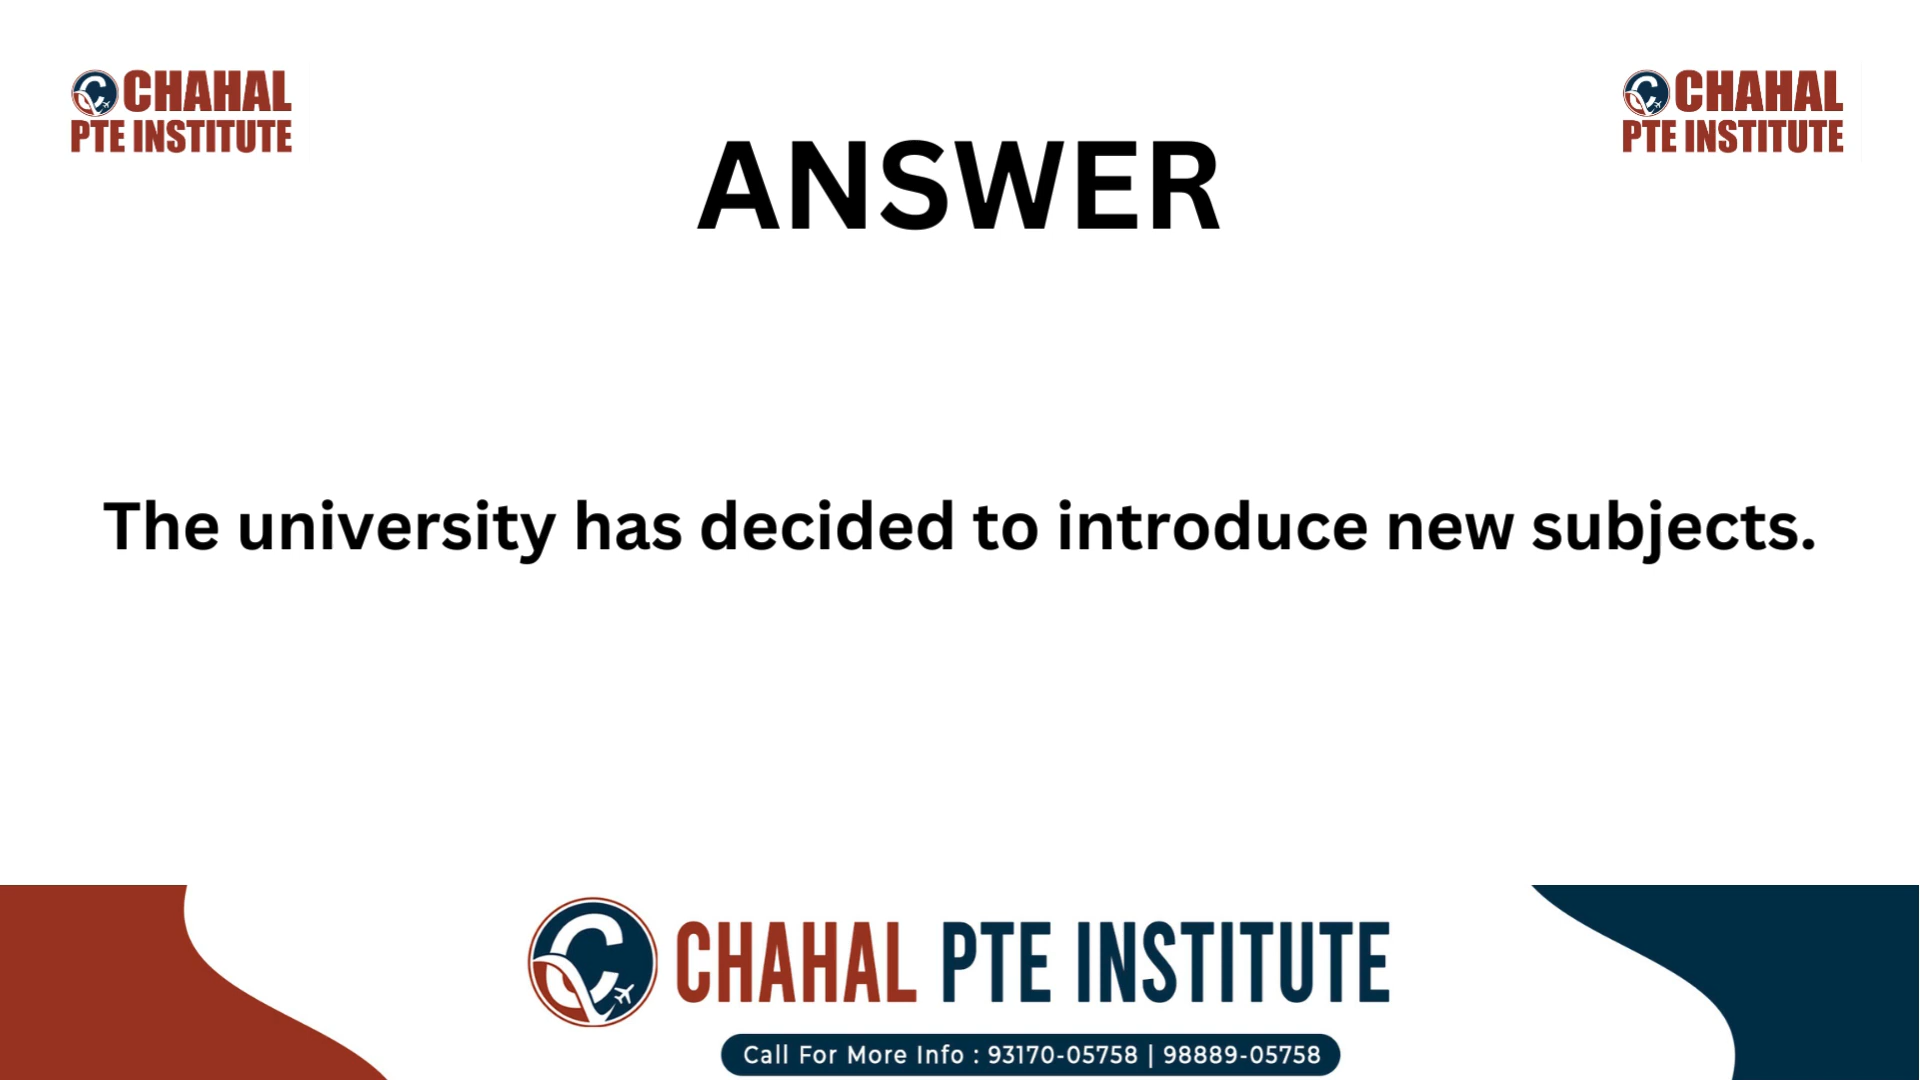 CHAHAL
PTE INSTITUTE
CHAHAL
PTE INSTITUTE
ANSWER
The university has decided to introduce new subjects.
CHAHAL PTE INSTITUTE
Call For More Info : 93170-05758 | 98889-05758